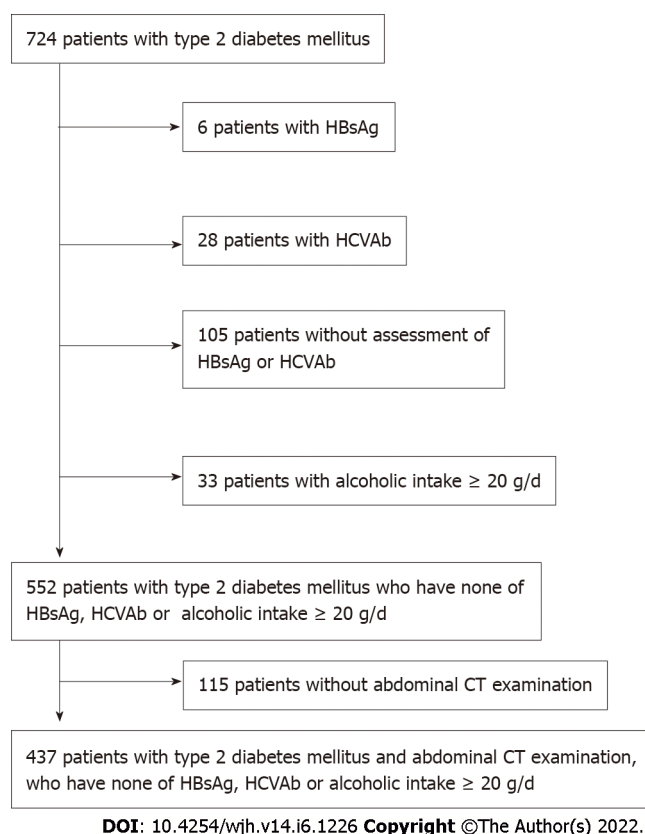 724 patients with type 2 diabetes mellitus
6 patients with HBsAg
28 patients with HCVAb
105 patients without assessment of
HBsAg or HCVAb
33 patients with alcoholic intake ≥ 20 g/d
552 patients with type 2 diabetes mellitus who have none of
HBsAg, HCVAb or alcoholic intake ≥ 20 g/d
115 patients without abdominal CT examination
437 patients with type 2 diabetes mellitus and abdominal CT examination,
who have none of HBsAg, HCVAb or alcoholic intake ≥ 20 g/d
DOI: 10.4254/wjh.v14.i6.1226 Copyright ©The Author(s) 2022.